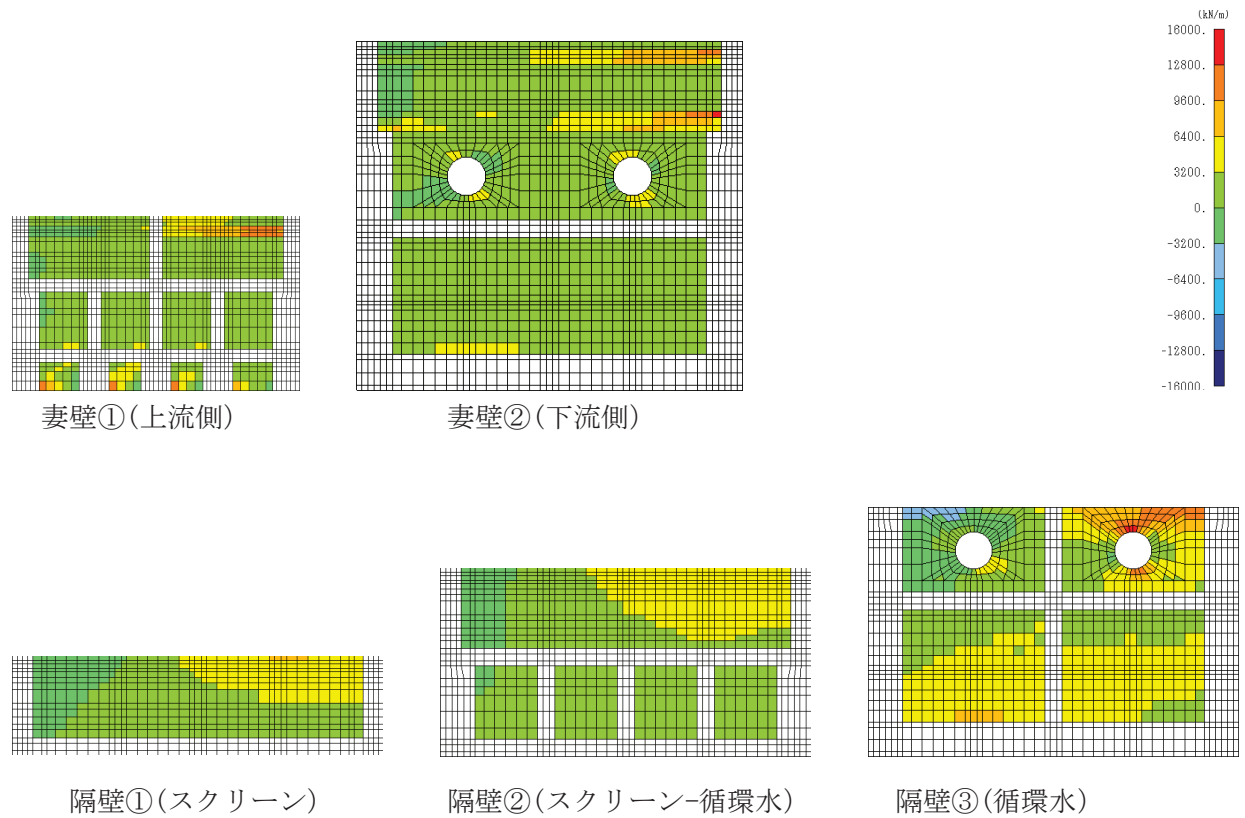 (kN/m)
16000.
12800.
9600.
6400.
3200.
0.
-3200.
-6400.
-9600.
-12800.
-16000.
妻壁①(上流側)
妻壁②(下流側)
隔壁①(スクリーン)
隔壁②(スクリーン-循環水)
隔壁③(循環水)